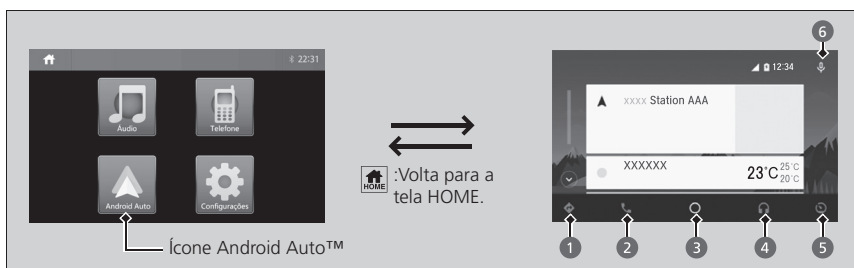 22:31
Áudio
Telefone
Android Auto
Configurações
Ícone Android Auto™
HOME
:Volta para a
tela HOME.
6
12:34
xxxx Station AAA
XXXXXX
23°C
25°C
20°C
1
2
3
4
5